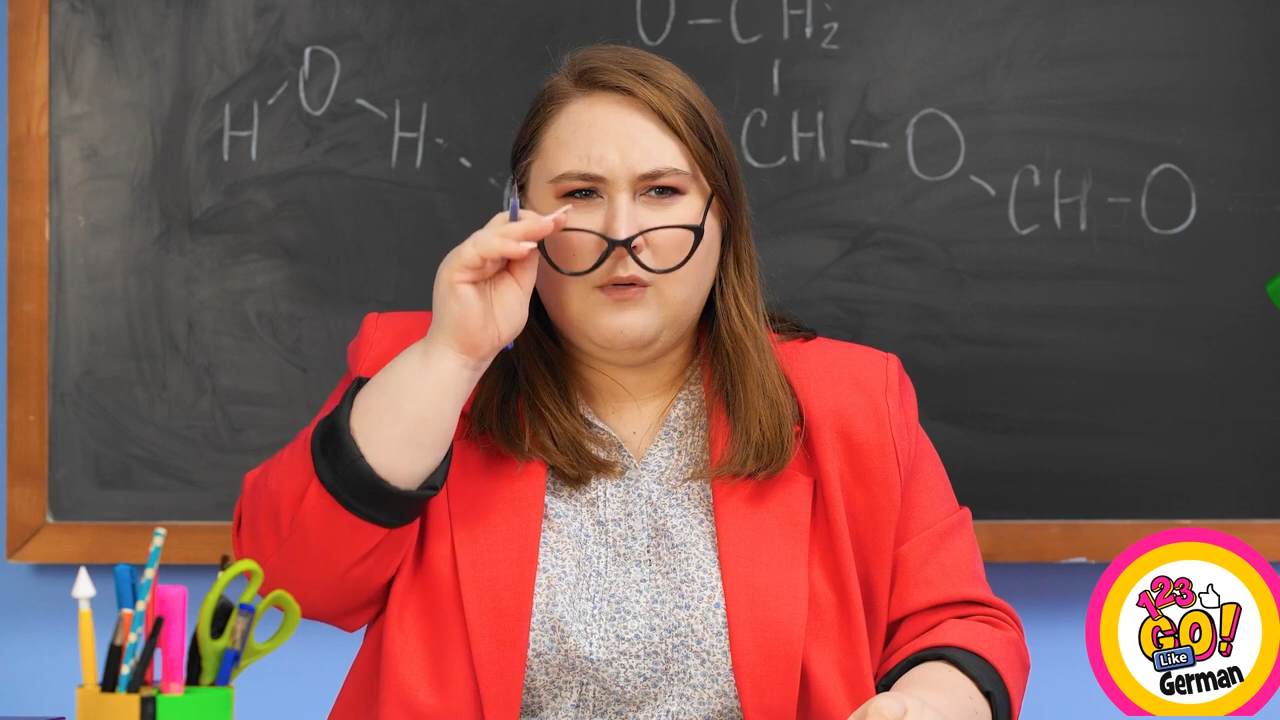 O–CH₂
H O H
CH–O
CH–O
123
GO!
Like
German